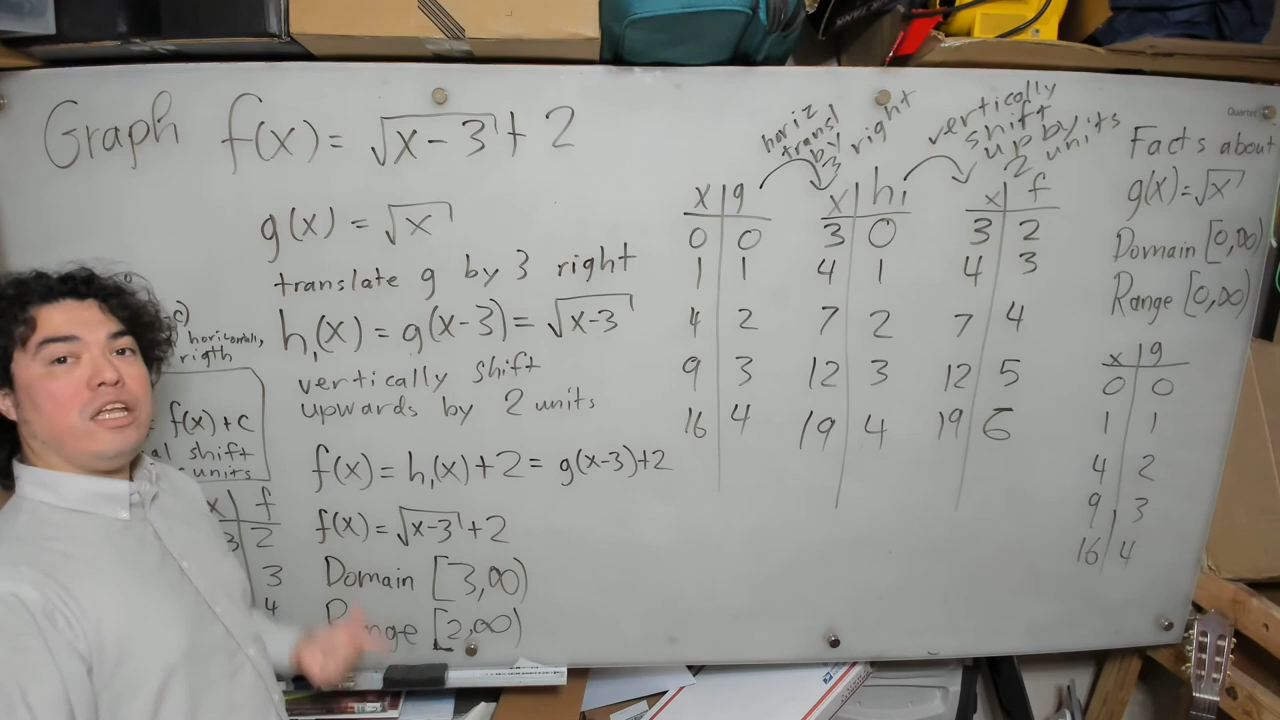 Graph f(x) = √x-3 + 2
g(x) = √x
translate g by 3 right
h₁(x) = g(x-3) = √x-3
vertically shift
upwards by 2 units
f(x) = h₁(x)+2 = g(x-3)+2
f(x) = √x-3 +2
Domain [3,∞)
Range [2,∞)
-c)
horizontall,
rigth
f(x)+c
shift
units
x f
3 2
3
4
horiz
transl
by
3 right
vertically
shift
up by
2 units
x g
0 0
1 1
4 2
9 3
16 4
x h₁
3 0
4 1
7 2
12 3
19 4
x f
3 2
4 3
7 4
12 5
19 6
Quartet
Facts about
g(x)=√x
Domain [0,∞)
Range [0,∞)
x g
0 0
1 1
4 2
9 3
16 4